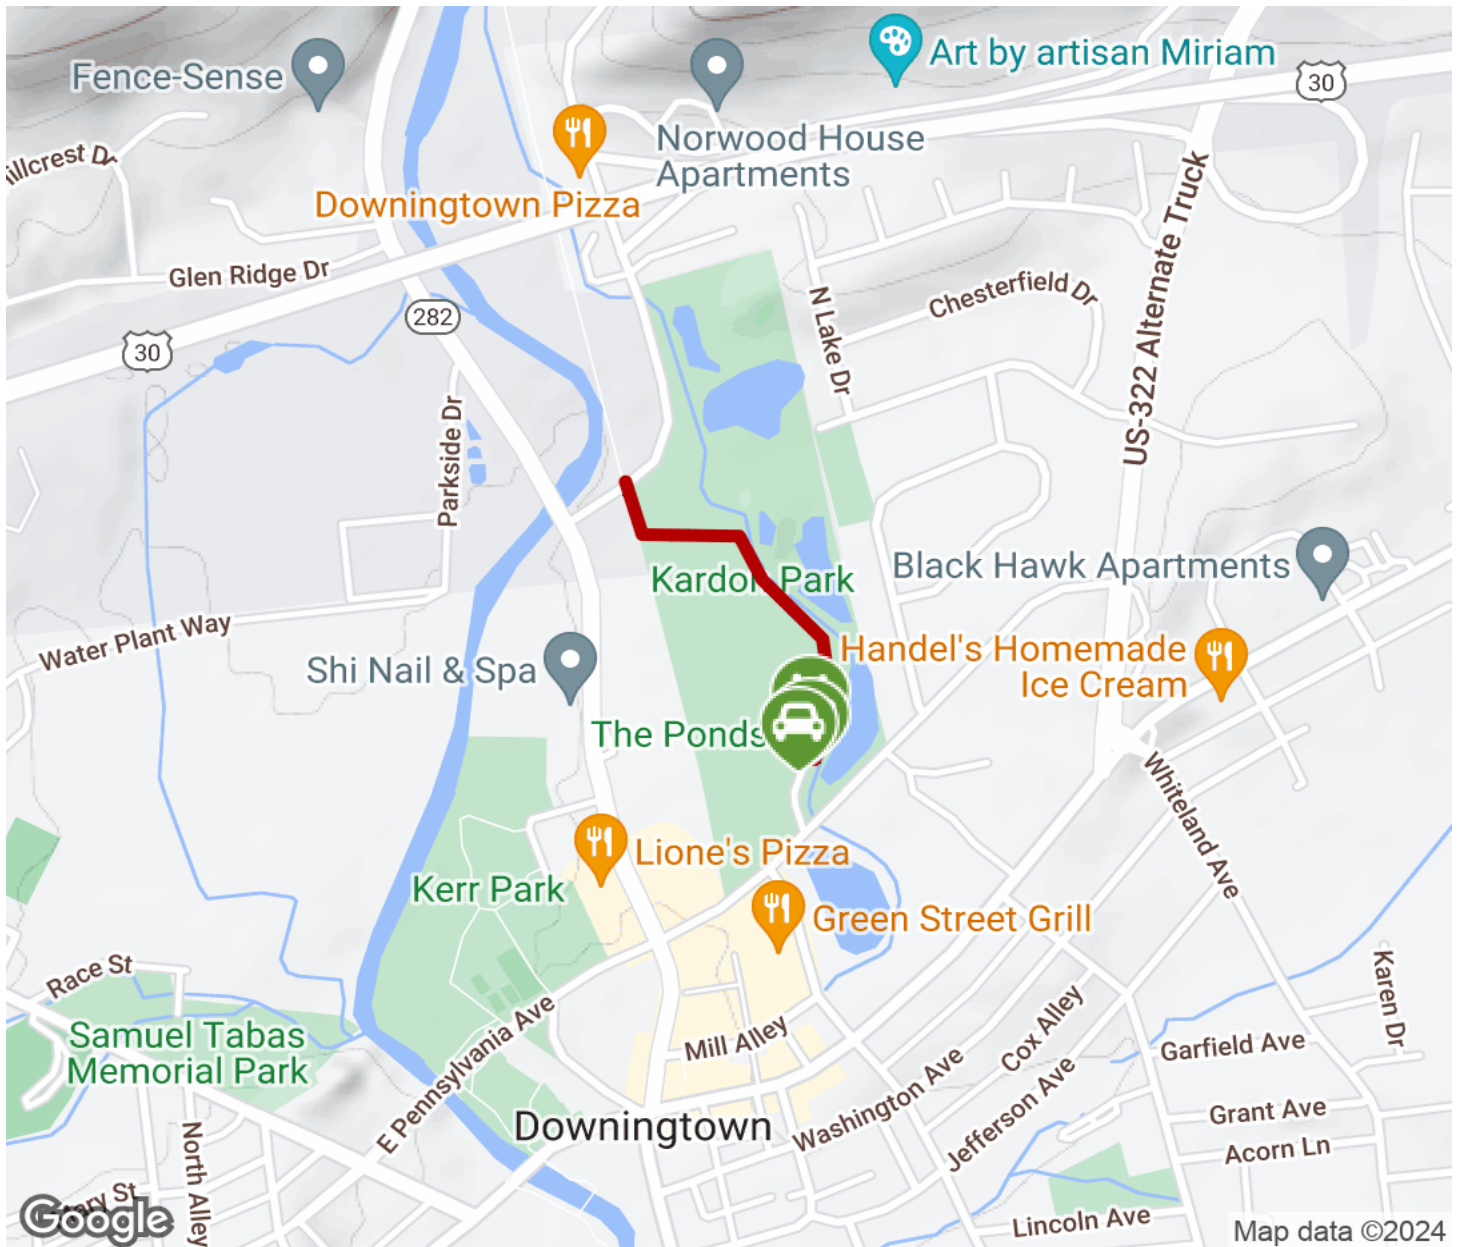 Fence-Sense
Art by artisan Miriam
30
Norwood House
Apartments
Downingtown Pizza
Glen Ridge Dr
282
30
N Lake Dr
Chesterfield Dr
US-322 Alternate Truck
Parkside Dr
Black Hawk Apartments
Park
Water Plant Way
Shi Nail & Spa
Handel's Homemade
Ice Cream
The Ponds
Whiteland Ave
Lione's Pizza
Kerr Park
Green Street Grill
Race St
Karen Dr
Samuel Tabas
Memorial Park
E Pennsylvania Ave
Mill Alley
Cox Alley
Garfield Ave
Washington Ave
Jefferson Ave
Downingtown
Grant Ave
Acorn Ln
North Alley
St
Google
Lincoln Ave
Map data ©2024